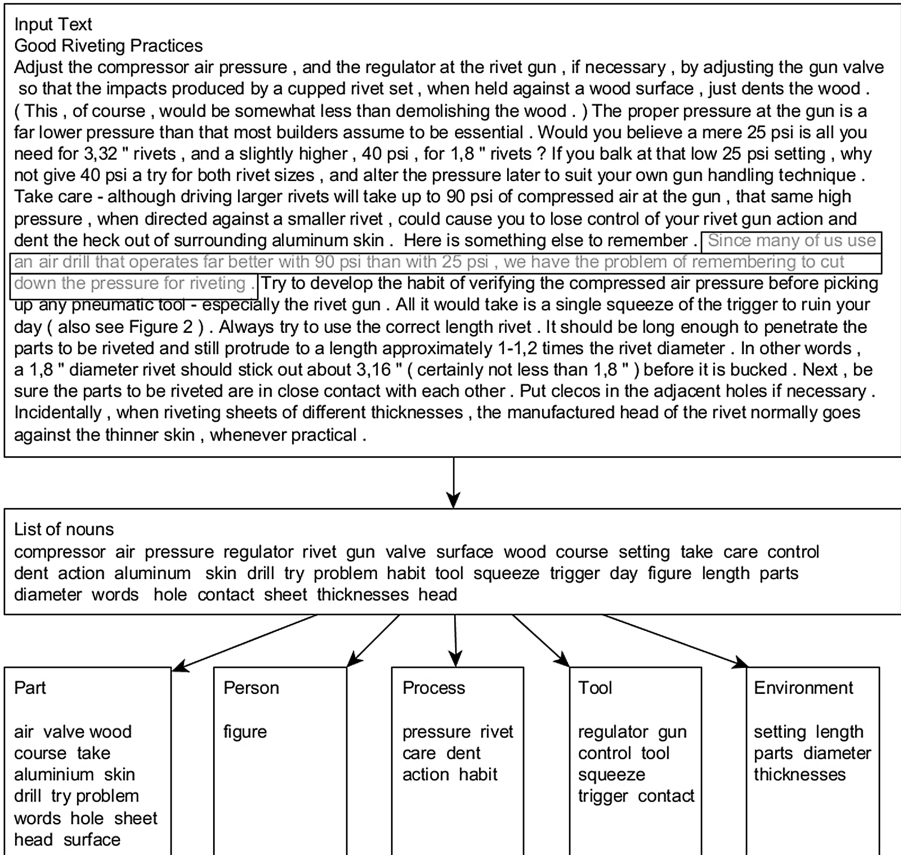 Input Text
Good Riveting Practices
Adjust the compressor air pressure , and the regulator at the rivet gun , if necessary , by adjusting the gun valve
so that the impacts produced by a cupped rivet set , when held against a wood surface , just dents the wood .
( This , of course , would be somewhat less than demolishing the wood . ) The proper pressure at the gun is a
far lower pressure than that most builders assume to be essential . Would you believe a mere 25 psi is all you
need for 3,32 " rivets , and a slightly higher , 40 psi , for 1,8 " rivets ? If you balk at that low 25 psi setting , why
not give 40 psi a try for both rivet sizes , and alter the pressure later to suit your own gun handling technique .
Take care - although driving larger rivets will take up to 90 psi of compressed air at the gun , that same high
pressure , when directed against a smaller rivet , could cause you to lose control of your rivet gun action and
dent the heck out of surrounding aluminum skin . Here is something else to remember . Since many of us use
an air drill that operates far better with 90 psi than with 25 psi , we have the problem of remembering to cut
down the pressure for riveting . Try to develop the habit of verifying the compressed air pressure before picking
up any pneumatic tool - especially the rivet gun . All it would take is a single squeeze of the trigger to ruin your
day ( also see Figure 2 ) . Always try to use the correct length rivet . It should be long enough to penetrate the
parts to be riveted and still protrude to a length approximately 1-1,2 times the rivet diameter . In other words ,
a 1,8 " diameter rivet should stick out about 3,16 " ( certainly not less than 1,8 " ) before it is bucked . Next , be
sure the parts to be riveted are in close contact with each other . Put clecos in the adjacent holes if necessary .
Incidentally , when riveting sheets of different thicknesses , the manufactured head of the rivet normally goes
against the thinner skin , whenever practical .
List of nouns
compressor air pressure regulator rivet gun valve surface wood course setting take care control
dent action aluminum skin drill try problem habit tool squeeze trigger day figure length parts
diameter words hole contact sheet thicknesses head
Part
air valve wood
course take
aluminium skin
drill try problem
words hole sheet
head surface
Person
figure
Process
pressure rivet
care dent
action habit
Tool
regulator gun
control tool
squeeze
trigger contact
Environment
setting length
parts diameter
thicknesses